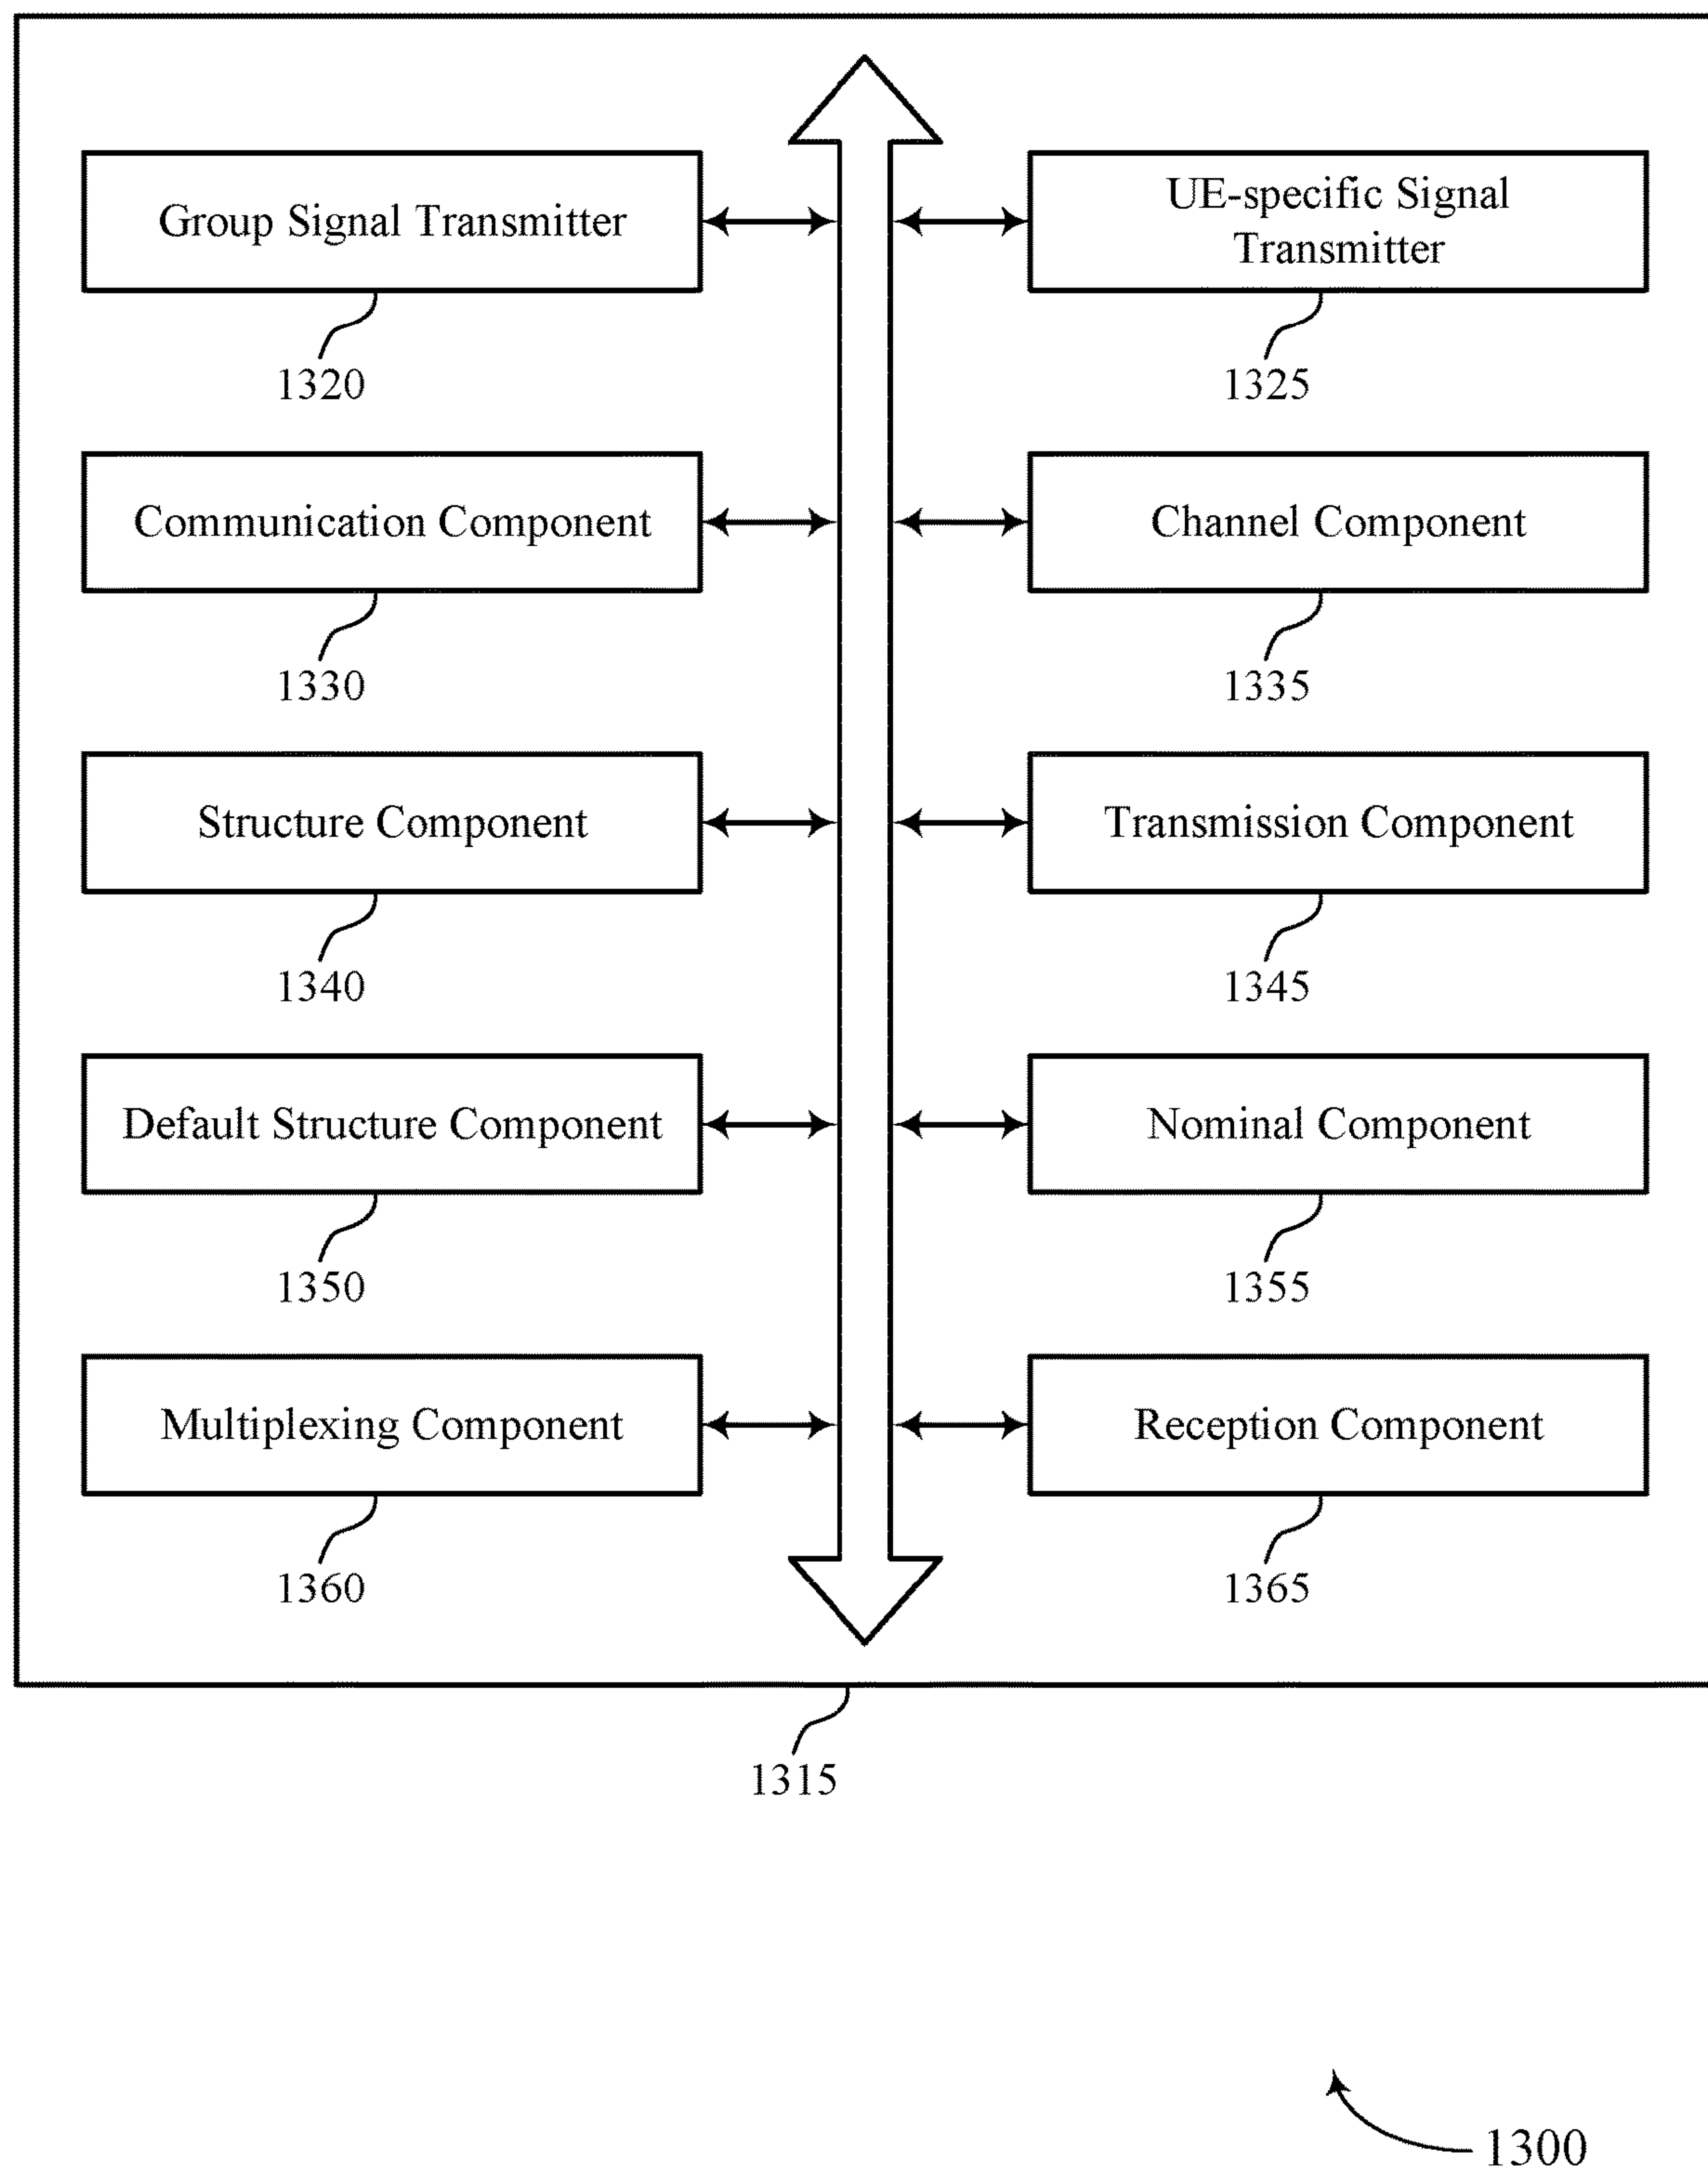 Group Signal Transmitter
1320
UE-specific Signal
Transmitter
1325
Communication Component
1330
Channel Component
1335
Structure Component
1340
Transmission Component
1345
Default Structure Component
1350
Nominal Component
1355
Multiplexing Component
1360
Reception Component
1365
1315
1300